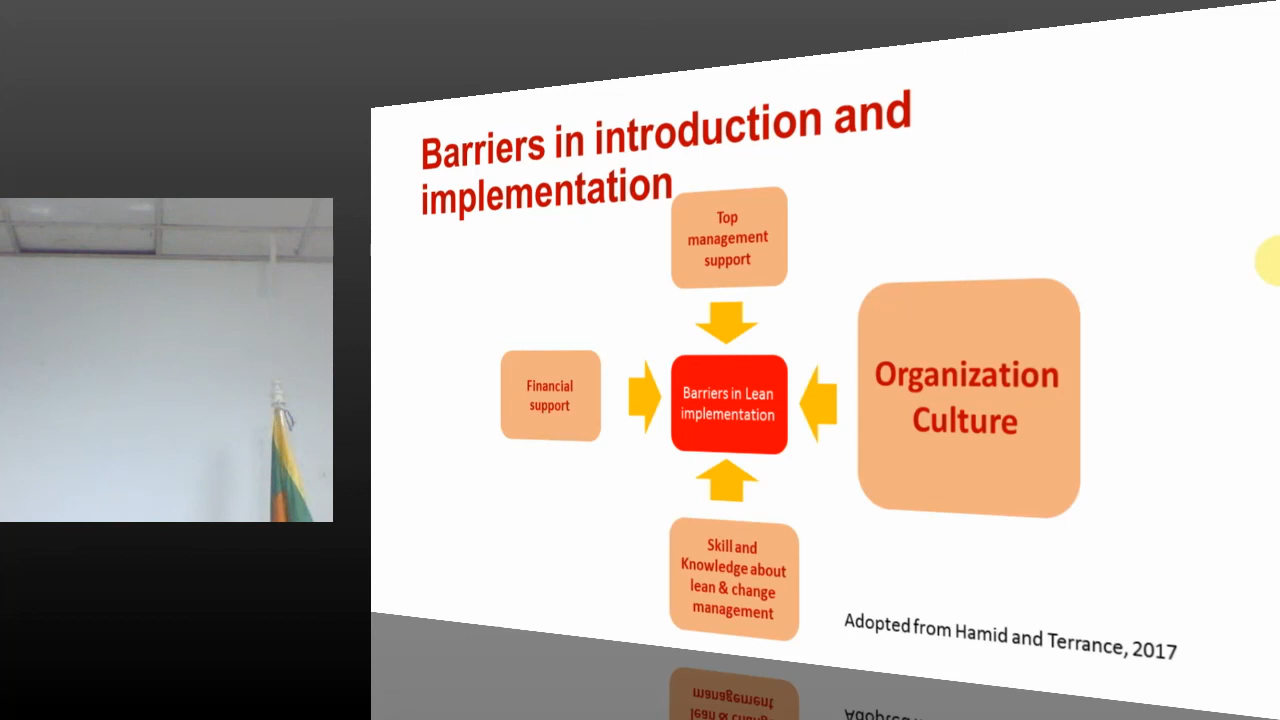 Barriers in introduction and
implementation
Top
management
support
Financial
support
Barriers in Lean
implementation
Organization
Culture
Skill and
Knowledge about
lean & change
management
Adopted from Hamid and Terrance, 2017